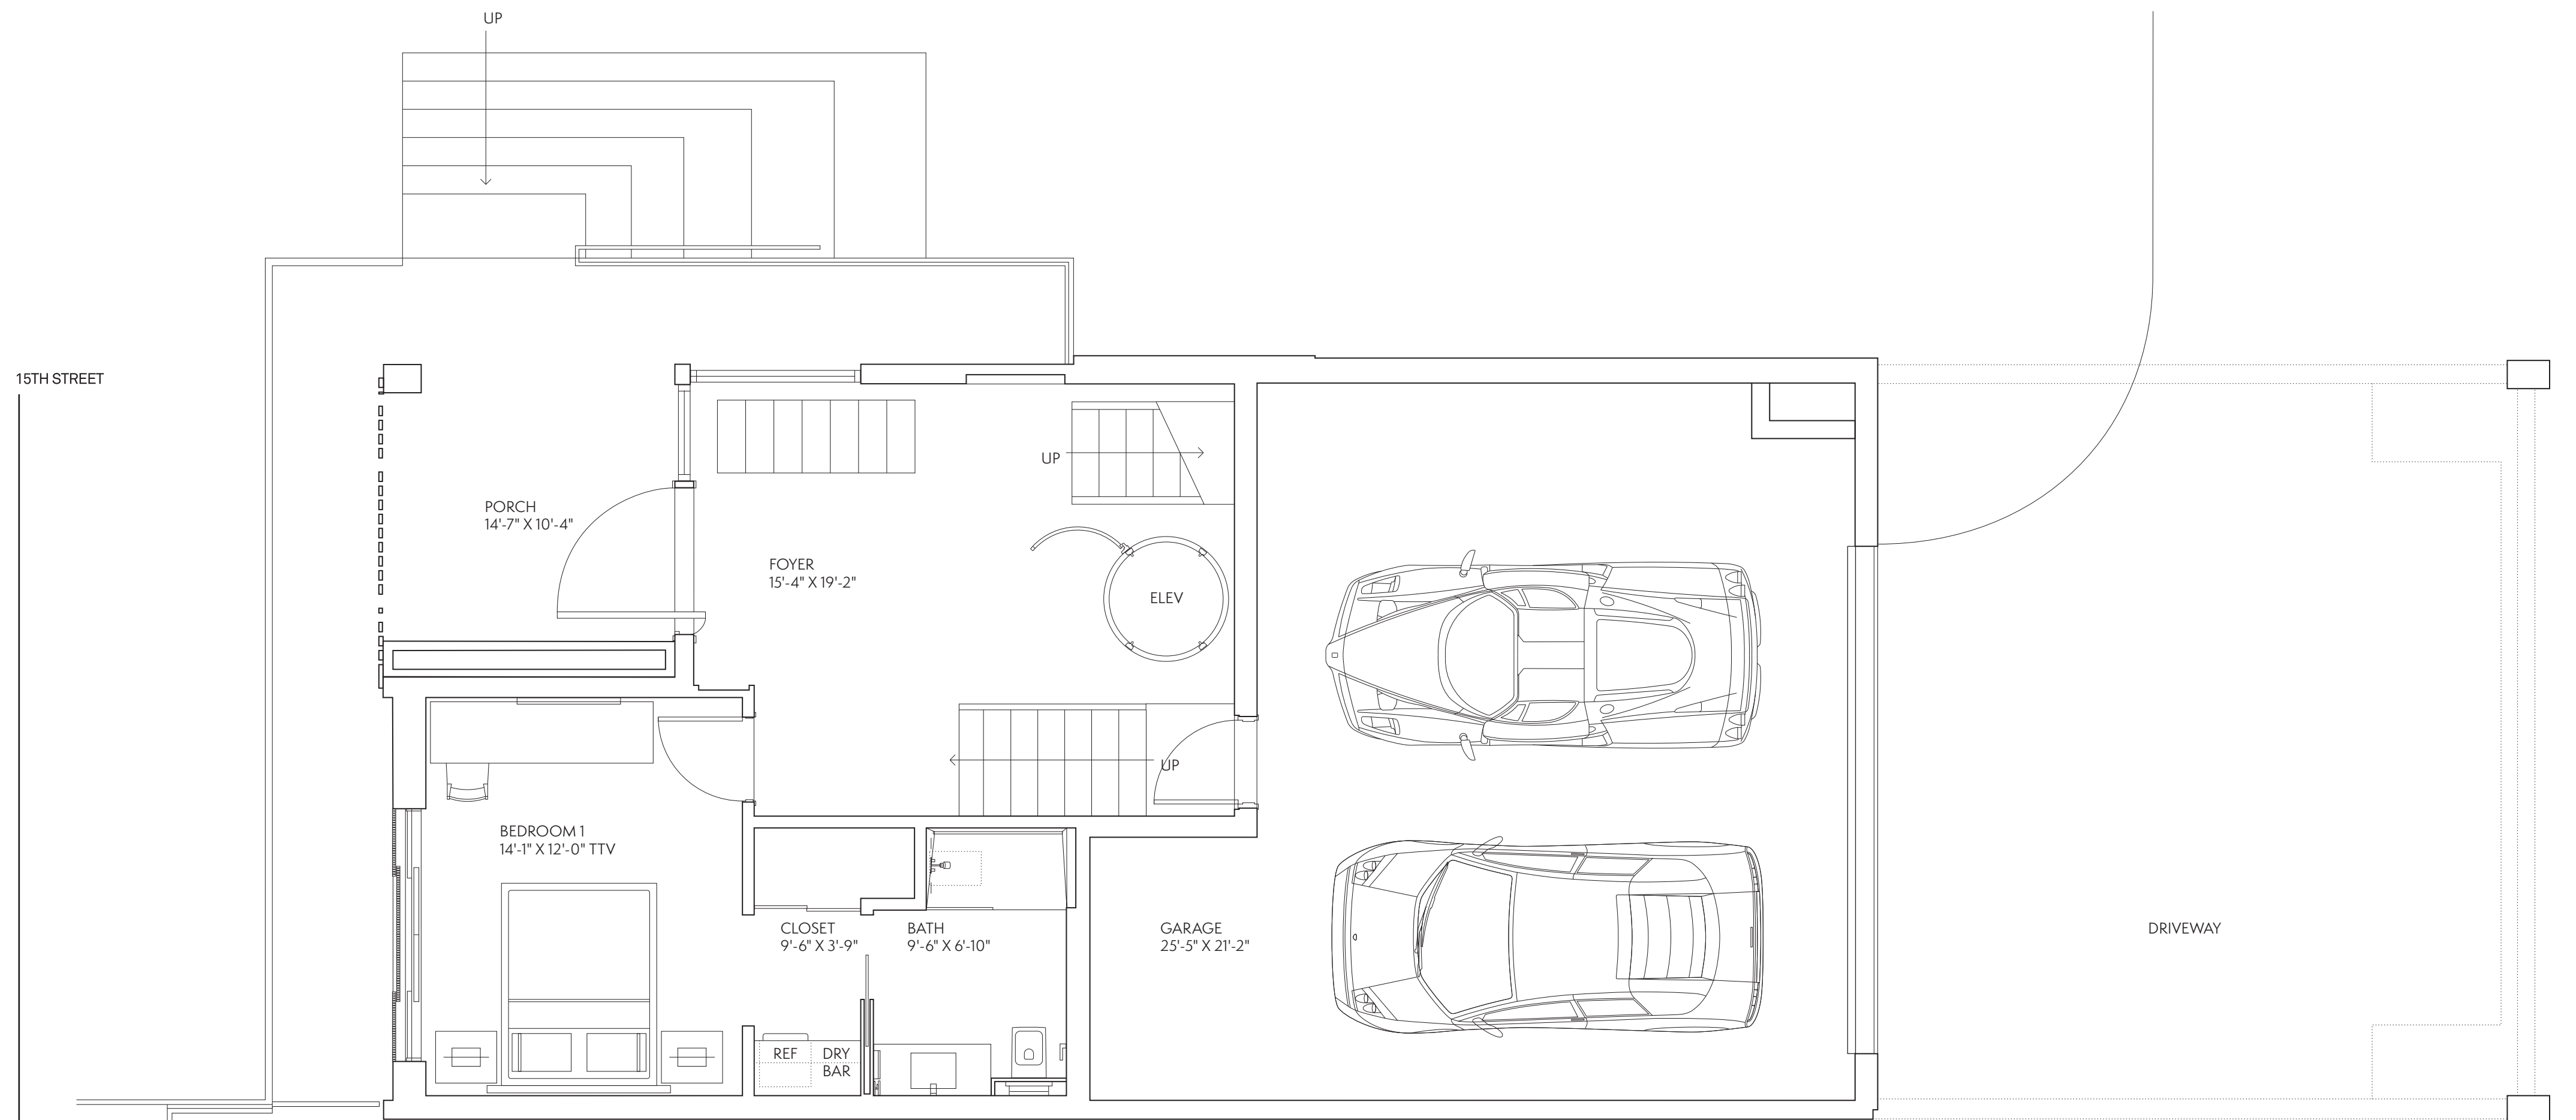 UP
15TH STREET
UP
PORCH
14'-7" X 10'-4"
FOYER
15'-4" X 19'-2"
ELEV
UP
BEDROOM 1
14'-1" X 12'-0" TTV
CLOSET
9'-6" X 3'-9"
BATH
9'-6" X 6'-10"
GARAGE
25'-5" X 21'-2"
DRIVEWAY
REF
DRY
BAR